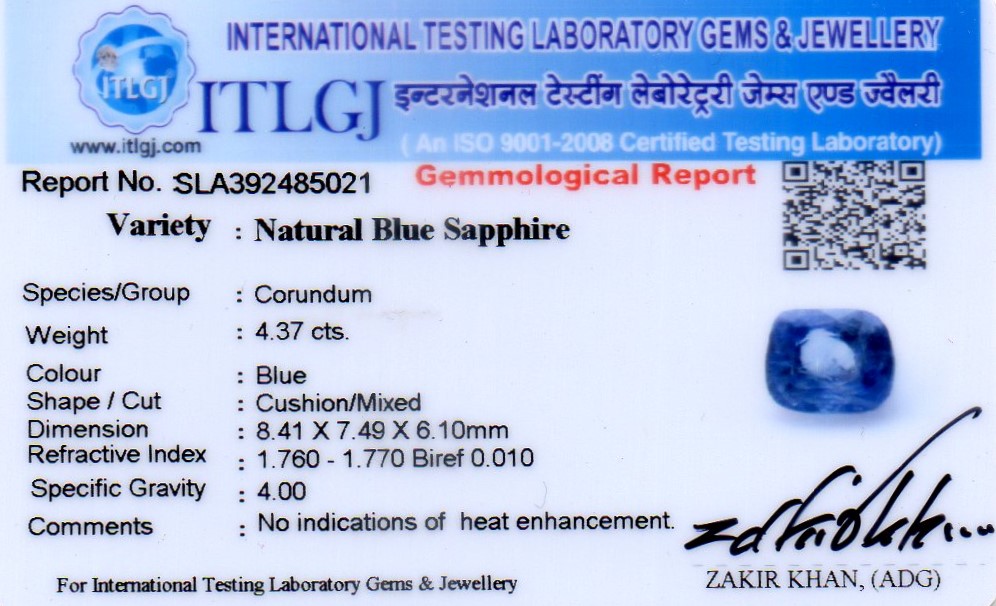 INTERNATIONAL TESTING LABORATORY GEMS & JEWELLERY
ITLGJ
ITLGJ इन्टरनेशनल टेस्टींग लेबोरेट्ररी जेम्स एण्ड ज्वैलरी
www.itlgj.com
( An ISO 9001-2008 Certified Testing Laboratory)
Report No. SLA392485021
Gemmological Report
Variety : Natural Blue Sapphire
Species/Group : Corundum
Weight : 4.37 cts.
Colour : Blue
Shape / Cut : Cushion/Mixed
Dimension : 8.41 X 7.49 X 6.10mm
Refractive Index : 1.760 - 1.770 Biref 0.010
Specific Gravity : 4.00
Comments : No indications of heat enhancement.
For International Testing Laboratory Gems & Jewellery
ZAKIR KHAN, (ADG)